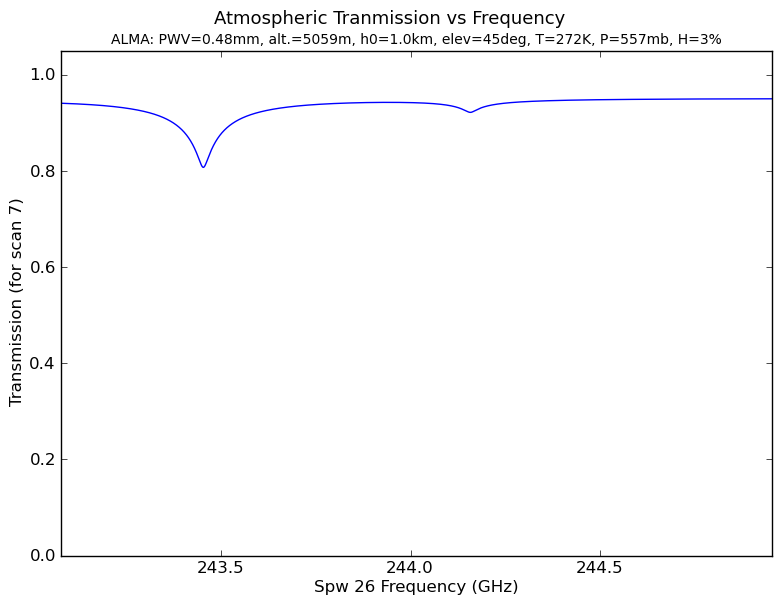 Atmospheric Tranmission vs Frequency
ALMA: PWV=0.48mm, alt.=5059m, h0=1.0km, elev=45deg, T=272K, P=557mb, H=3%
1.0
0.8
0.6
0.4
0.2
0.0
Transmission (for scan 7)
243.5
244.0
244.5
Spw 26 Frequency (GHz)